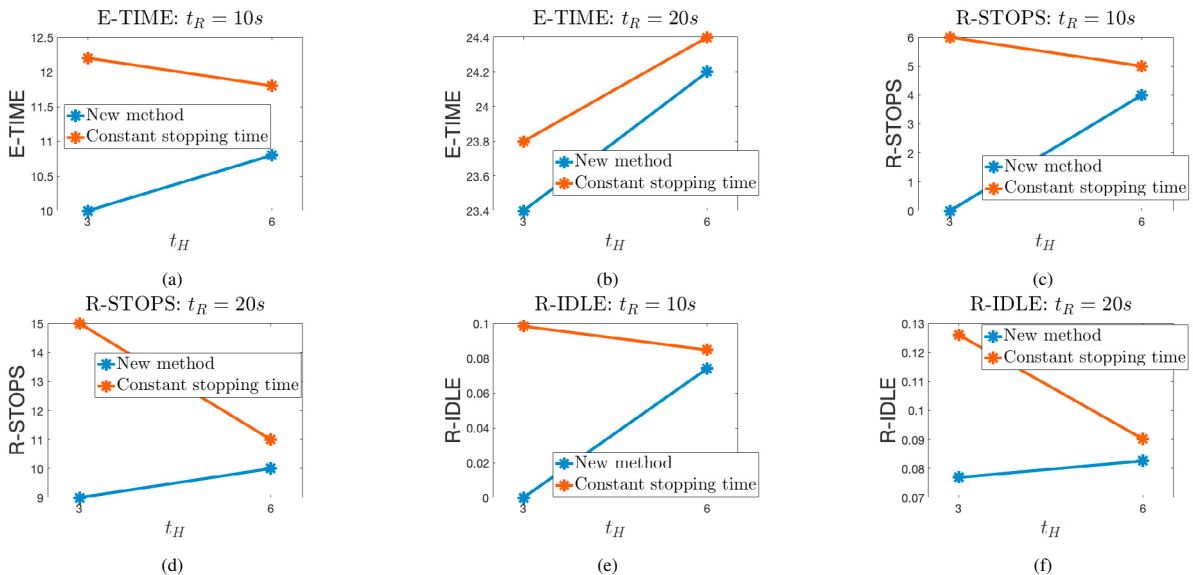 E-TIME: t_R = 10s
12.5
12
11.5
11
10.5
10
E-TIME
New method
Constant stopping time
3
6
t_H
(a)
E-TIME: t_R = 20s
24.4
24.2
24
23.8
23.6
23.4
E-TIME
New method
Constant stopping time
3
6
t_H
(b)
R-STOPS: t_R = 10s
6
5
4
3
2
1
0
R-STOPS
New method
Constant stopping time
3
6
t_H
(c)
R-STOPS: t_R = 20s
15
14
13
12
11
10
9
R-STOPS
New method
Constant stopping time
3
6
t_H
(d)
R-IDLE: t_R = 10s
0.1
0.08
0.06
0.04
0.02
0
R-IDLE
New method
Constant stopping time
3
6
t_H
(e)
R-IDLE: t_R = 20s
0.13
0.12
0.11
0.1
0.09
0.08
0.07
R-IDLE
New method
Constant stopping time
3
6
t_H
(f)